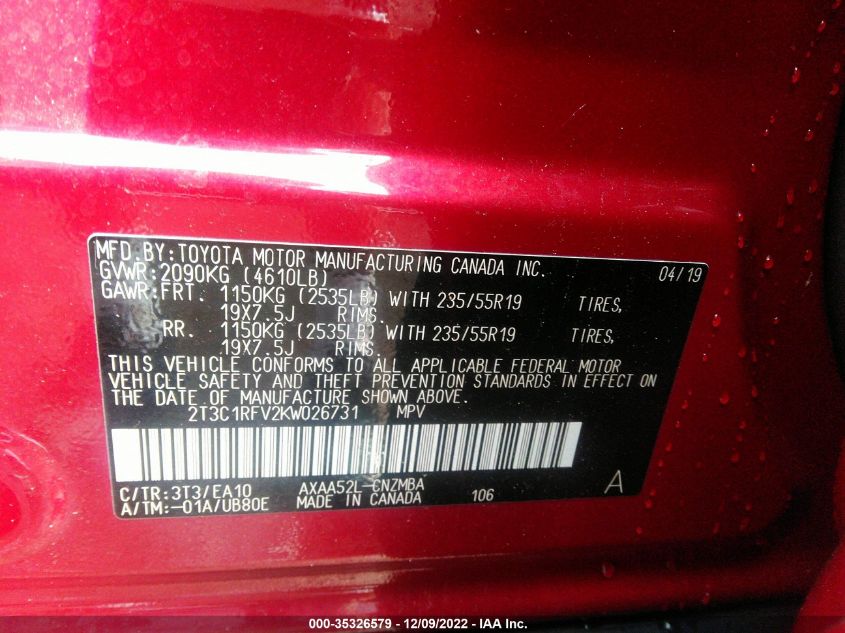 MFD.BY:TOYOTA MOTOR MANUFACTURING CANADA INC. 04/19
GVWR:2090KG (4610LB)
GAWR:FRT. 1150KG (2535LB) WITH 235/55R19 TIRES,
19X7.5J RIMS.
RR. 1150KG (2535LB) WITH 235/55R19 TIRES,
19X7.5J RIMS.
THIS VEHICLE CONFORMS TO ALL APPLICABLE FEDERAL MOTOR
VEHICLE SAFETY AND THEFT PREVENTION STANDARDS IN EFFECT ON
THE DATE OF MANUFACTURE SHOWN ABOVE.
2T3C1RFV2KW026731 MPV
C/TR:3T3/EA10 AXAA52L-CNZMBA 106 A
A/TM:-01A/UB80E MADE IN CANADA
000-35326579 - 12/09/2022 - IAA Inc.